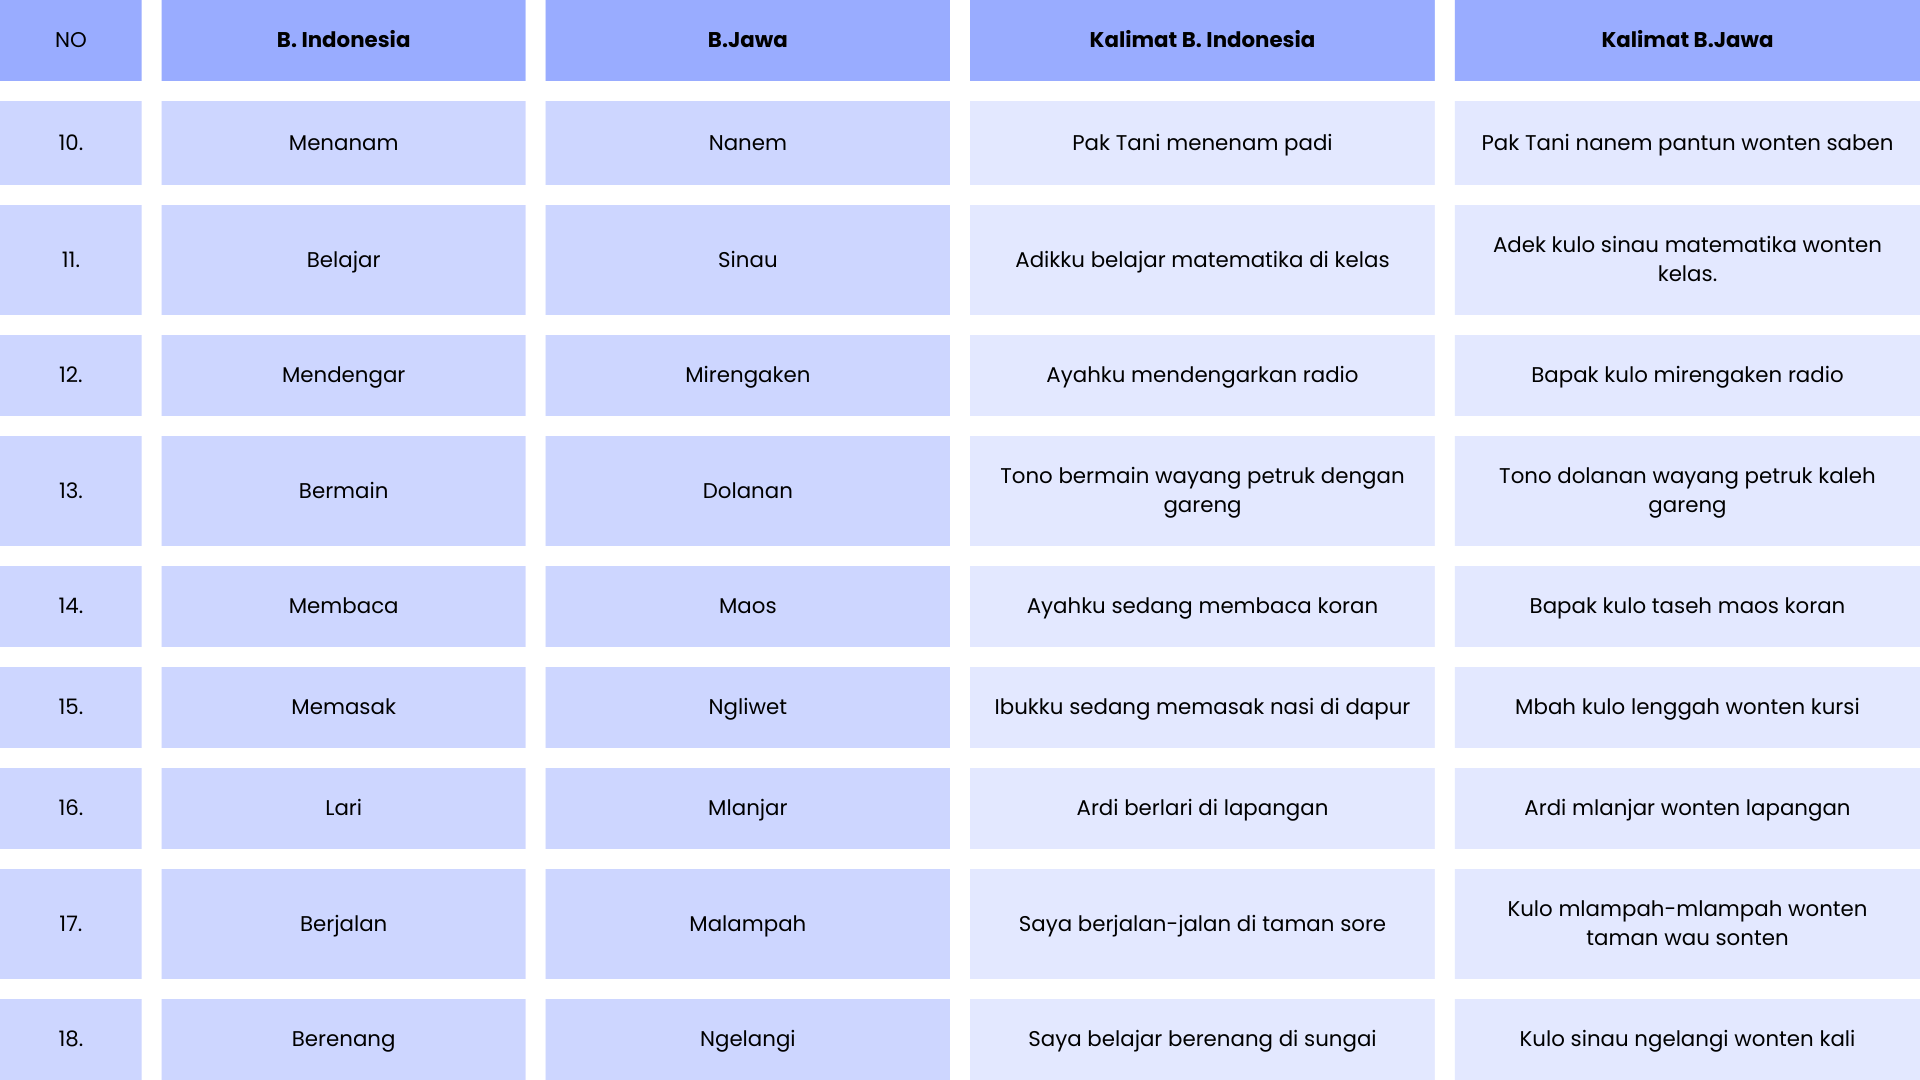 NO
B. Indonesia
B.Jawa
Kalimat B. Indonesia
Kalimat B.Jawa
10.
Menanam
Nanem
Pak Tani menenam padi
Pak Tani nanem pantun wonten saben
11.
Belajar
Sinau
Adikku belajar matematika di kelas
Adek kulo sinau matematika wonten
kelas.
12.
Mendengar
Mirengaken
Ayahku mendengarkan radio
Bapak kulo mirengaken radio
13.
Bermain
Dolanan
Tono bermain wayang petruk dengan
gareng
Tono dolanan wayang petruk kaleh
gareng
14.
Membaca
Maos
Ayahku sedang membaca koran
Bapak kulo taseh maos koran
15.
Memasak
Ngliwet
Ibukku sedang memasak nasi di dapur
Mbah kulo lenggah wonten kursi
16.
Lari
Mlanjar
Ardi berlari di lapangan
Ardi mlanjar wonten lapangan
17.
Berjalan
Malampah
Saya berjalan-jalan di taman sore
Kulo mlampah-mlampah wonten
taman wau sonten
18.
Berenang
Ngelangi
Saya belajar berenang di sungai
Kulo sinau ngelangi wonten kali